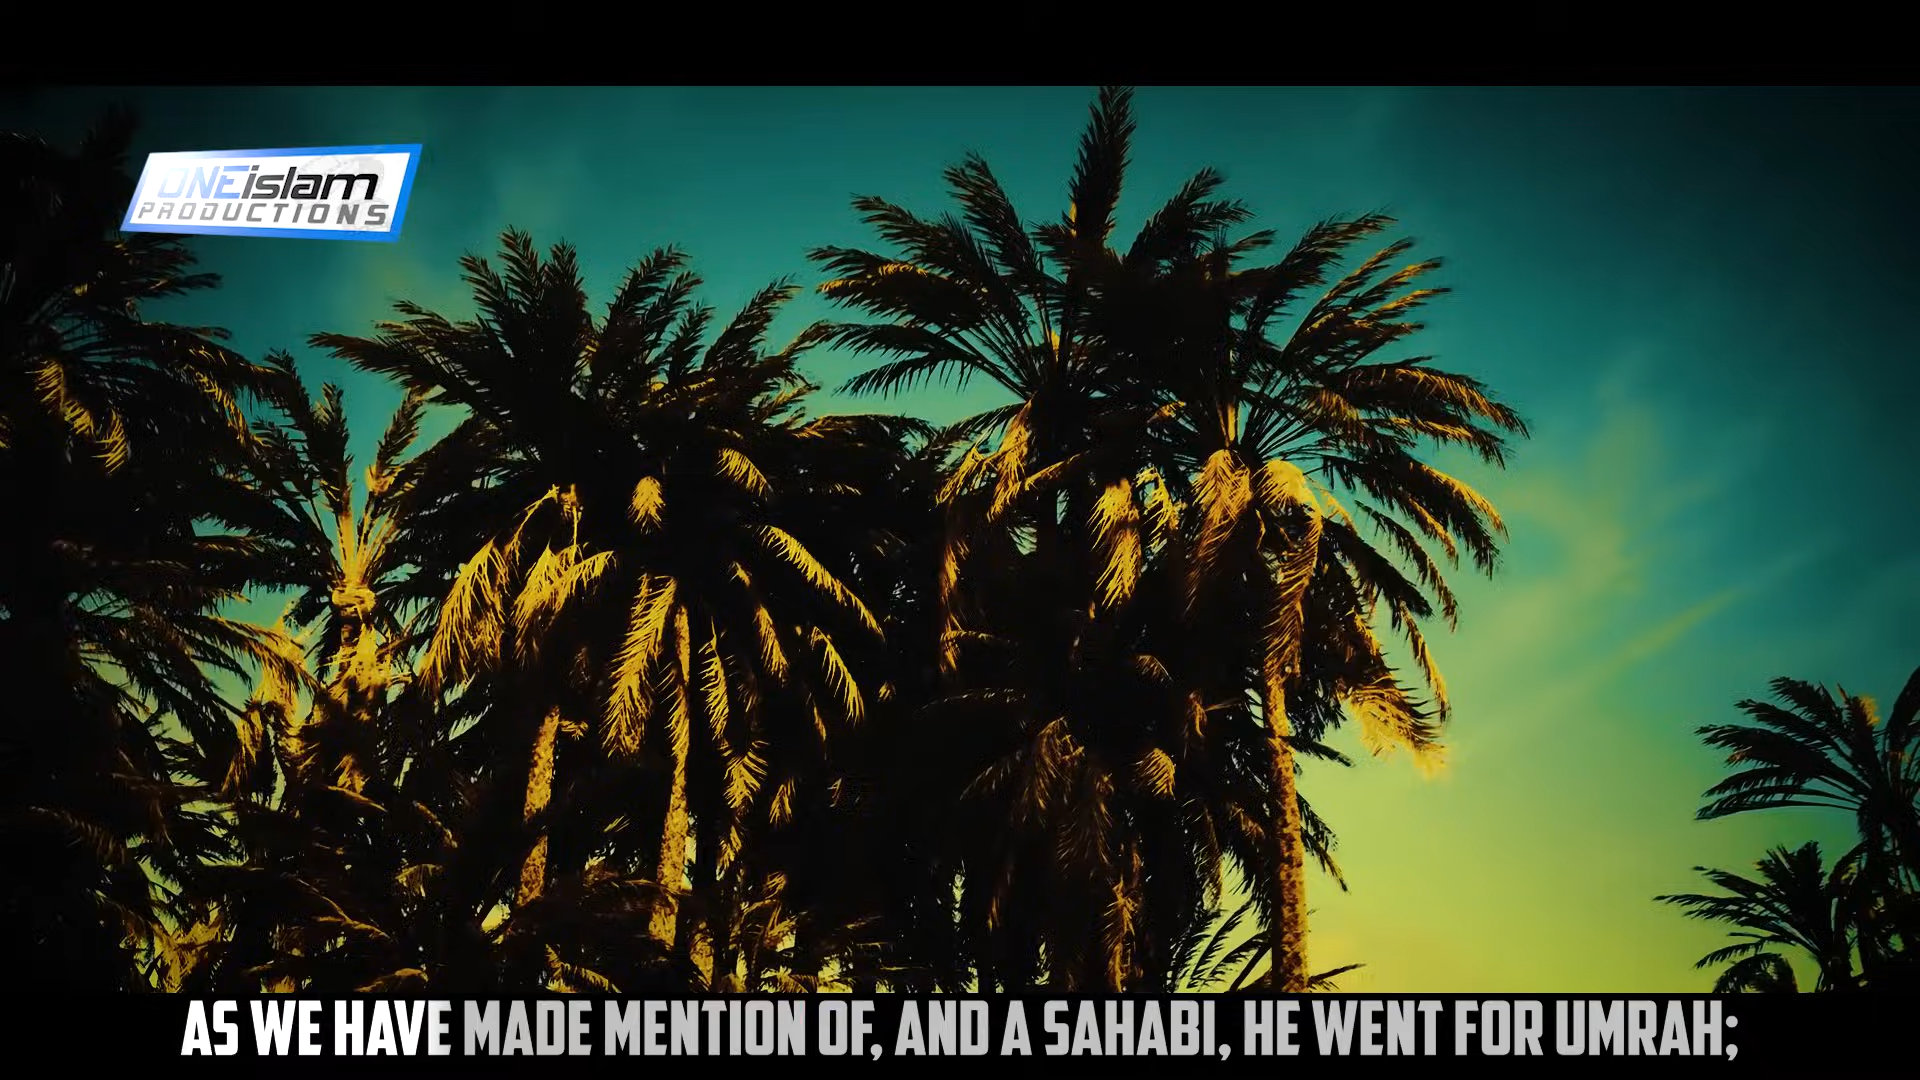 ONEislam
PRODUCTIONS
AS WE HAVE MADE MENTION OF, AND A SAHABI, HE WENT FOR UMRAH;